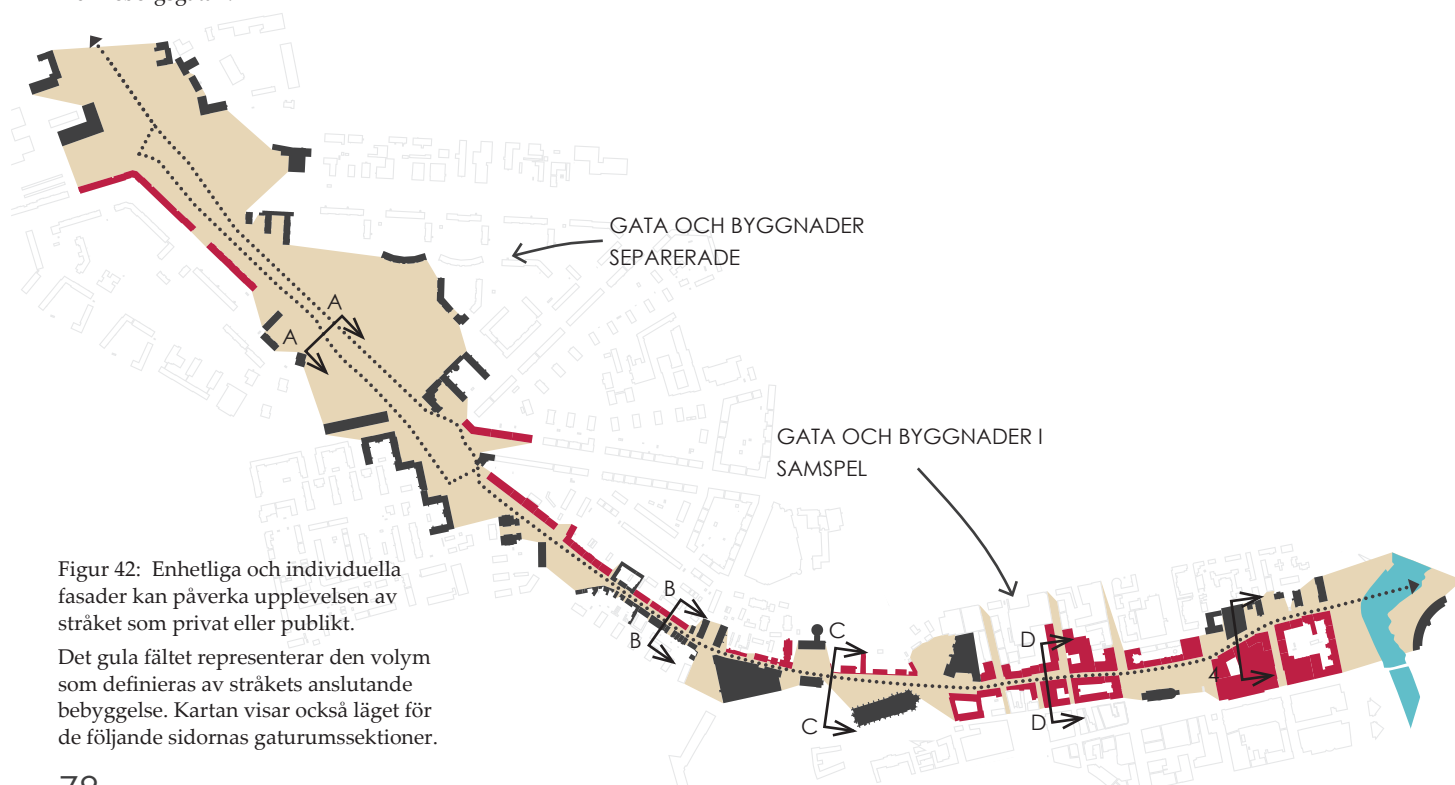 GATA OCH BYGGNADER
SEPARERADE
A
A
GATA OCH BYGGNADER I
SAMSPEL
B
B
C
C
D
D
4
Figur 42: Enhetliga och individuella
fasader kan påverka upplevelsen av
stråket som privat eller publikt.
Det gula fältet representerar den volym
som definieras av stråkets anslutande
bebyggelse. Kartan visar också läget för
de följande sidornas gaturumssektioner.